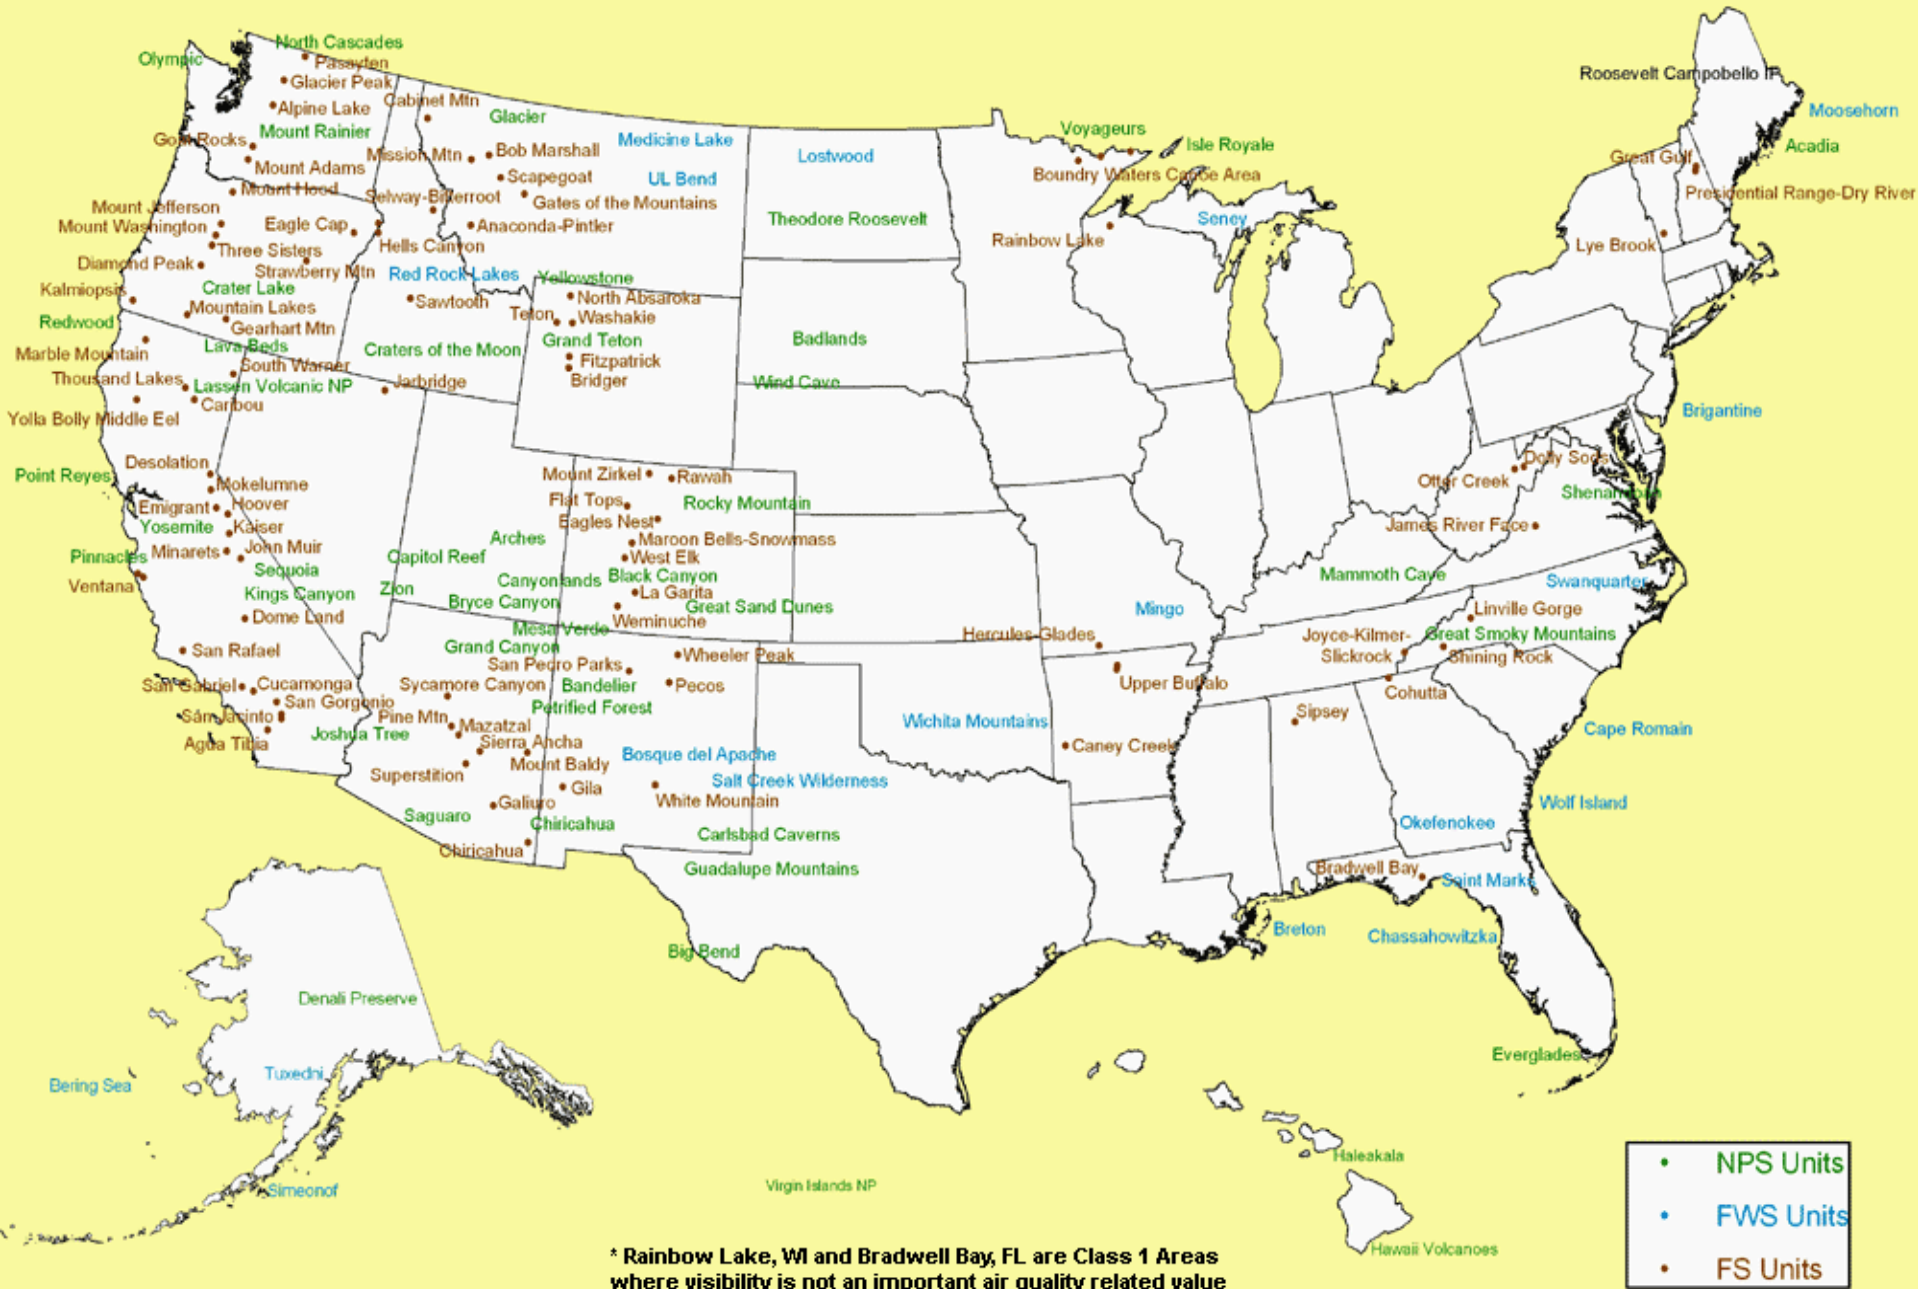 North Cascades
Olympic
Pasayten
Glacier Peak
Alpine Lake
Cabinet Mtn
Glacier
Mount Rainier
Goat Rocks
Mount Adams
Mission Mtn
Bob Marshall
Medicine Lake
Scapegoat
UL Bend
Mount Hood
Selway-Bitterroot
Gates of the Mountains
Mount Jefferson
Mount Washington
Eagle Cap
Anaconda-Pintler
Three Sisters
Hells Canyon
Diamond Peak
Strawberry Mtn
Red Rock Lakes
Yellowstone
Kalmiopsis
Crater Lake
Mountain Lakes
Sawtooth
North Absaroka
Teton
Washakie
Redwood
Gearhart Mtn
Lava Beds
Craters of the Moon
Grand Teton
Marble Mountain
South Warner
Fitzpatrick
Thousand Lakes
Lassen Volcanic NP
Jarbridge
Bridger
Caribou
Yolla Bolly Middle Eel
Lostwood
Theodore Roosevelt
Badlands
Wind Cave
Voyageurs
Isle Royale
Boundry Waters Canoe Area
Seney
Rainbow Lake
Roosevelt Campobello IP
Moosehorn
Acadia
Great Gulf
Presidential Range-Dry River
Lye Brook
Brigantine
Desolation
Point Reyes
Mokelumne
Emigrant
Hoover
Yosemite
Kaiser
Pinnacles
Minarets
John Muir
Ventana
Sequoia
Kings Canyon
Dome Land
San Rafael
San Gabriel
Cucamonga
San Gorgonio
San Jacinto
Agua Tibia
Joshua Tree
Mount Zirkel
Rawah
Flat Tops
Rocky Mountain
Eagles Nest
Arches
Maroon Bells-Snowmass
Capitol Reef
West Elk
Canyonlands
Black Canyon
Zion
La Garita
Bryce Canyon
Great Sand Dunes
Weminuche
Mesa Verde
Grand Canyon
Wheeler Peak
San Pedro Parks
Sycamore Canyon
Bandelier
Pecos
Petrified Forest
Pine Mtn
Mazatzal
Sierra Ancha
Bosque del Apache
Mount Baldy
Superstition
Salt Creek Wilderness
Gila
White Mountain
Galiuro
Saguaro
Chiricahua
Carlsbad Caverns
Chiricahua
Guadalupe Mountains
Big Bend
Otter Creek
Dolly Sods
Shenandoah
James River Face
Mammoth Cave
Swanquarter
Mingo
Linville Gorge
Hercules-Glades
Joyce-Kilmer-
Slickrock
Great Smoky Mountains
Shining Rock
Upper Buffalo
Cohutta
Wichita Mountains
Sipsey
Cape Romain
Caney Creek
Wolf Island
Okefenokee
Bradwell Bay
Saint Marks
Breton
Chassahowitzka
Everglades
Denali Preserve
Bering Sea
Tuxedni
Simeonof
Virgin Islands NP
Haleakala
Hawaii Volcanoes
NPS Units
FWS Units
FS Units
* Rainbow Lake, WI and Bradwell Bay, FL are Class 1 Areas
where visibility is not an important air quality related value